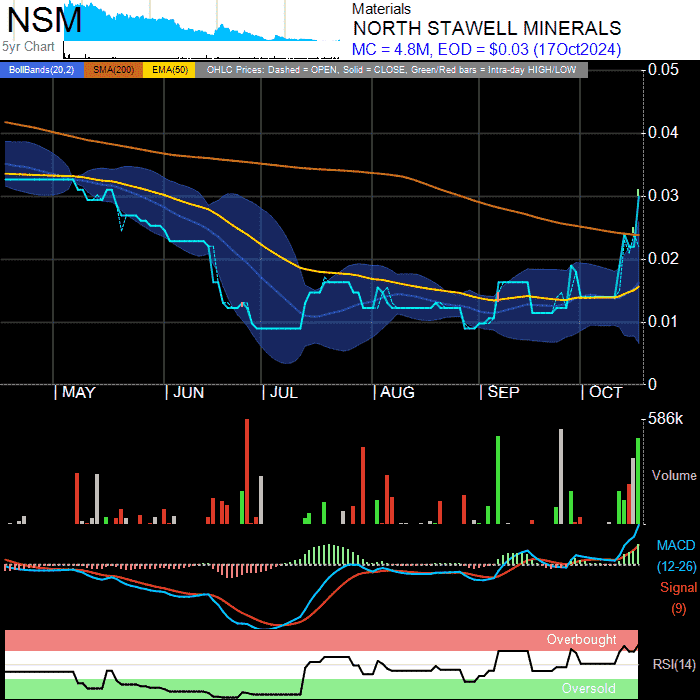 NSM
5yr Chart
Materials
NORTH STAWELL MINERALS
MC = 4.8M, EOD = $0.03 (17Oct2024)
BollBands(20,2) SMA(200) EMA(50) OHLC Prices: Dashed = OPEN, Solid = CLOSE, Green/Red bars = Intra-day HIGH/LOW
0.05
0.04
0.03
0.02
0.01
0
MAY JUN JUL AUG SEP OCT
586k
Volume
MACD
(12-26)
Signal
(9)
Overbought
RSI(14)
Oversold